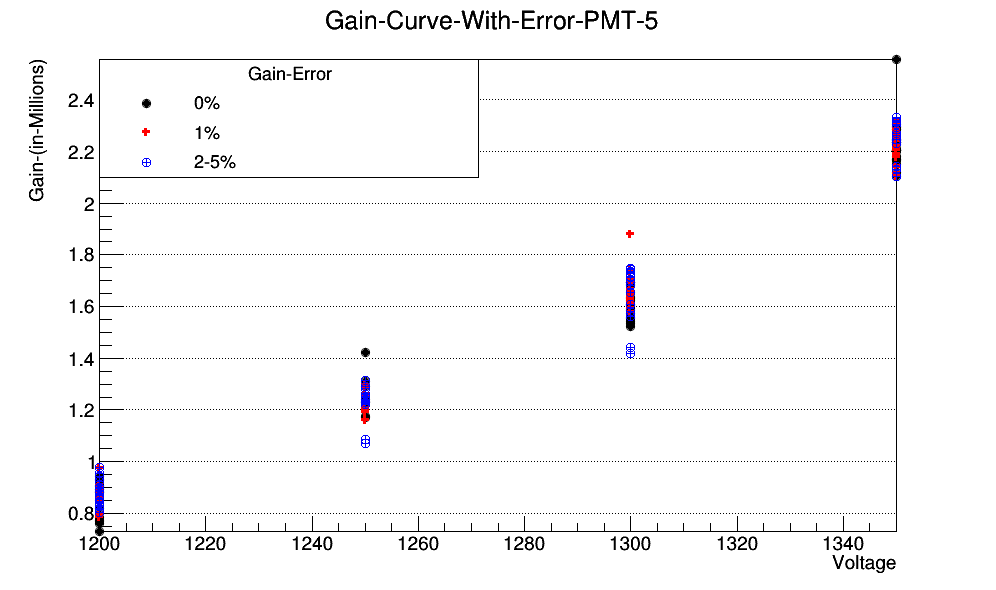 Gain-Curve-With-Error-PMT-5
Gain-(in-Millions)
Gain-Error
0%
1%
2-5%
2.4
2.2
2
1.8
1.6
1.4
1.2
1
0.8
1200 1220 1240 1260 1280 1300 1320 1340
Voltage